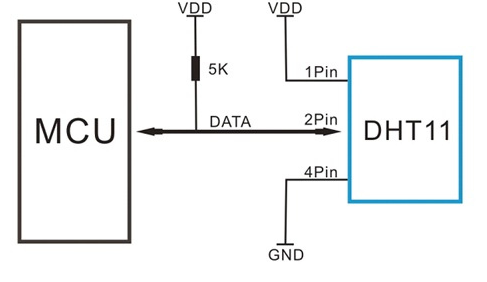 VDD
VDD
5K
1Pin
MCU
DATA
2Pin
DHT11
4Pin
GND